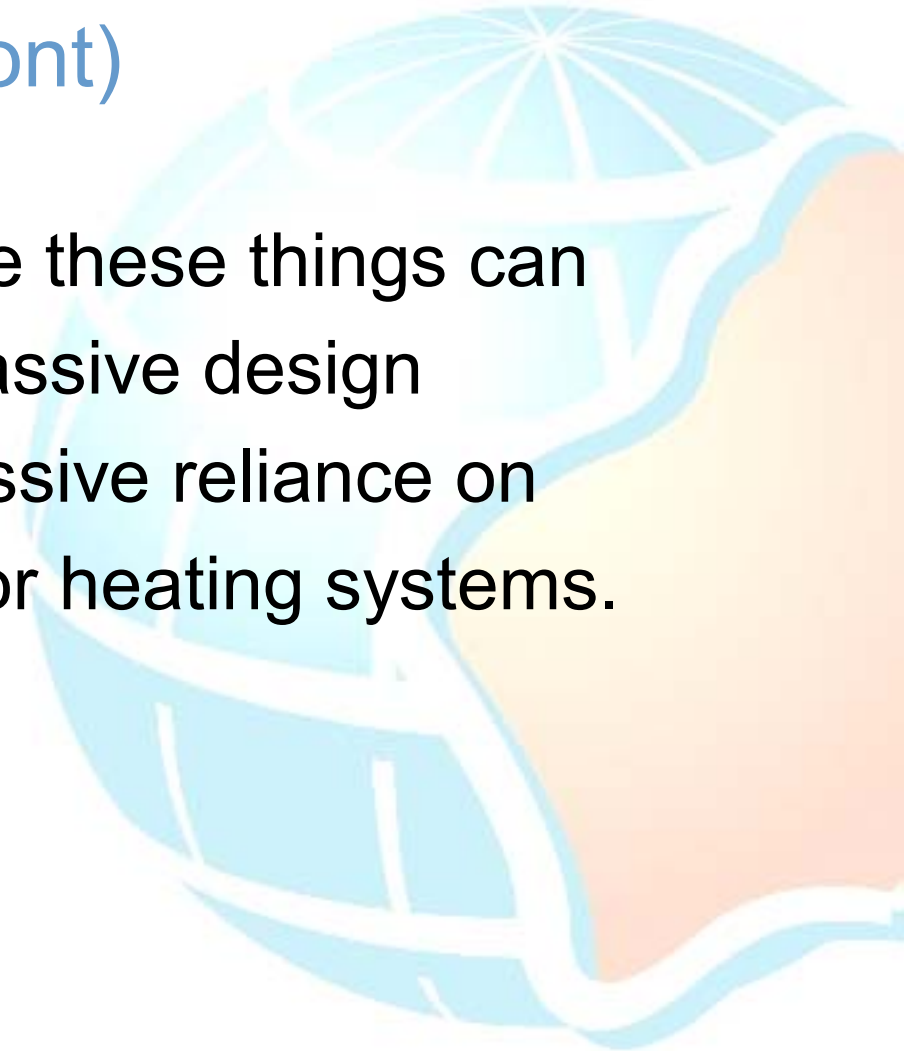 ont)
e these things can
assive design
ssive reliance on
or heating systems.